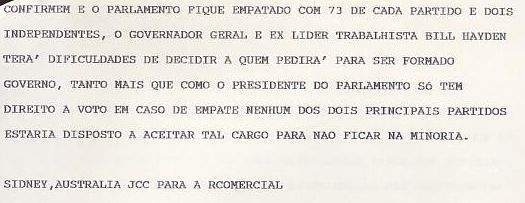 CONFIRMEM E O PARLAMENTO FIQUE EMPATADO COM 73 DE CADA PARTIDO E DOIS
INDEPENDENTES, O GOVERNADOR GERAL E EX LIDER TRABALHISTA BILL HAYDEN
TERA' DIFICULDADES DE DECIDIR A QUEM PEDIRA' PARA SER FORMADO
GOVERNO, TANTO MAIS QUE COMO O PRESIDENTE DO PARLAMENTO Só TEM
DIREITO A VOTO EM CASO DE EMPATE NENHUM DOS DOIS PRINCIPAIS PARTIDOS
ESTARIA DISPOSTO A ACEITAR TAL CARGO PARA NAO FICAR NA MINORIA.
SIDNEY,AUSTRALIA JCC PARA A RCOMERCIAL